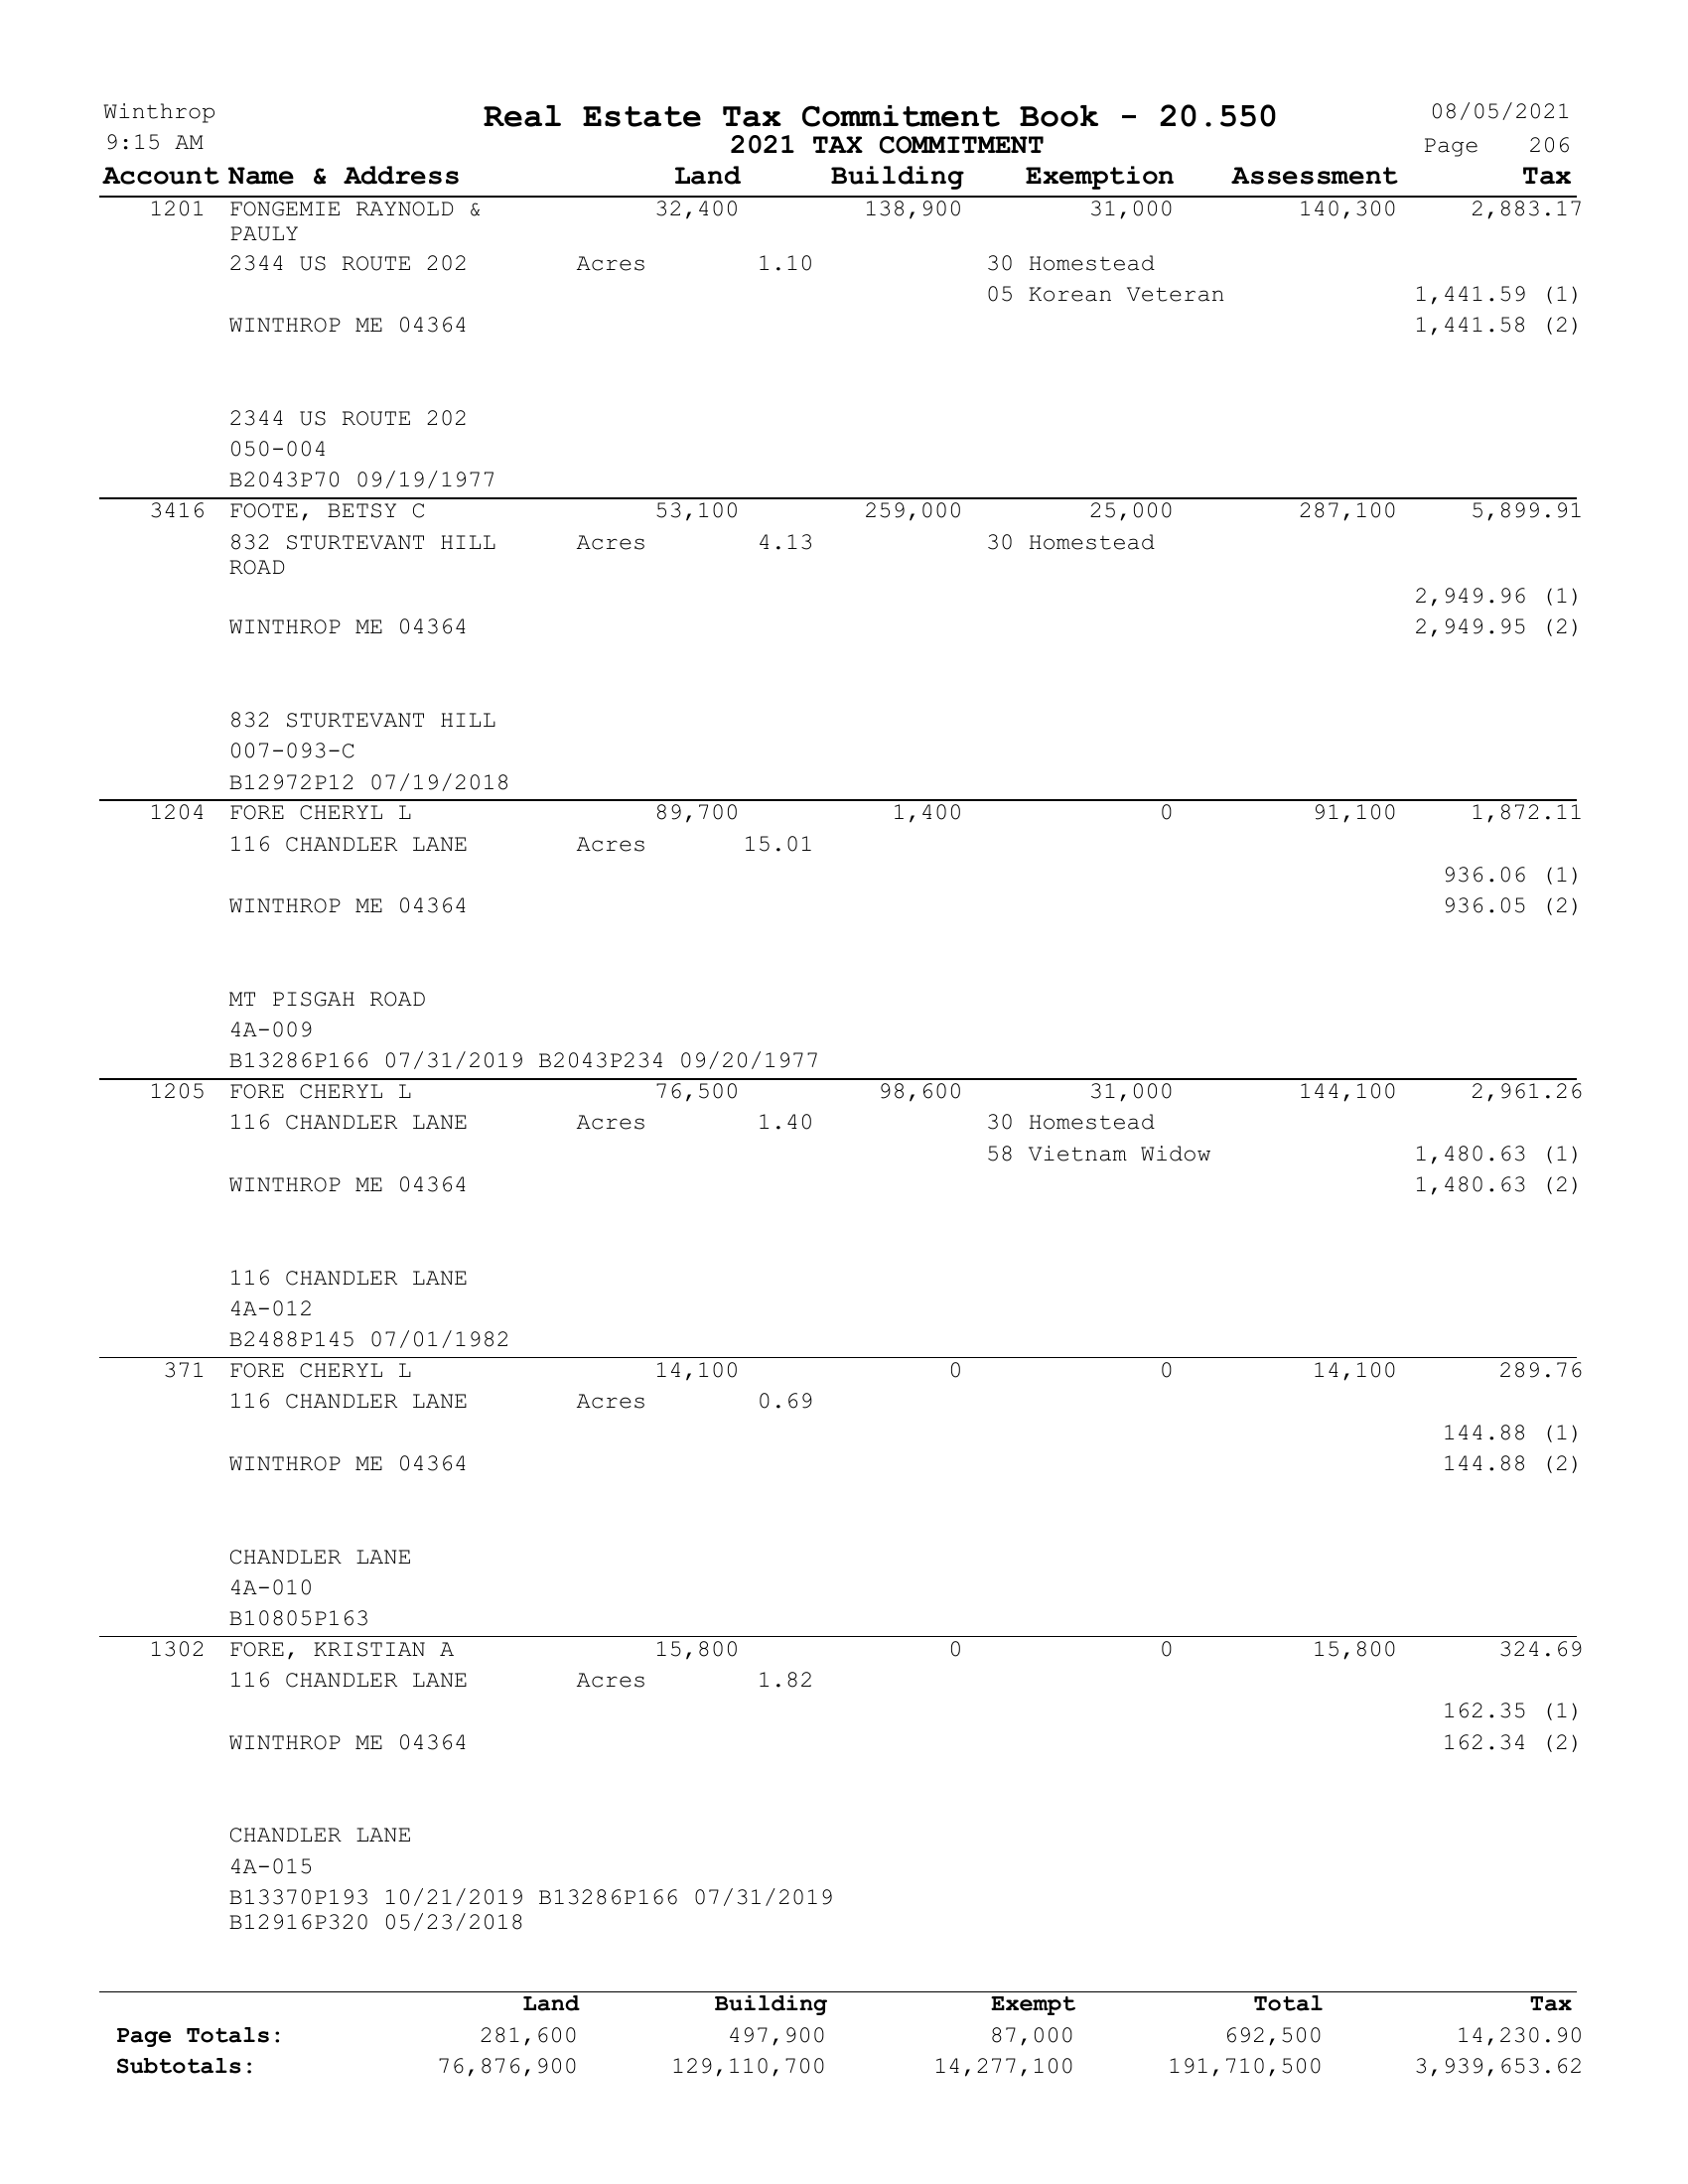 Winthrop Real Estate Tax Commitment Book - 20.550 08/05/2021
9:15 AM 2021 TAX COMMITMENT Page 206
Account Name & Address Land Building Exemption Assessment Tax
1201 FONGEMIE RAYNOLD & 32,400 138,900 31,000 140,300 2,883.17
PAULY
2344 US ROUTE 202 Acres 1.10 30 Homestead
05 Korean Veteran 1,441.59 (1)
WINTHROP ME 04364 1,441.58 (2)
2344 US ROUTE 202
050-004
B2043P70 09/19/1977
3416 FOOTE, BETSY C 53,100 259,000 25,000 287,100 5,899.91
832 STURTEVANT HILL Acres 4.13 30 Homestead
ROAD
2,949.96 (1)
WINTHROP ME 04364 2,949.95 (2)
832 STURTEVANT HILL
007-093-C
B12972P12 07/19/2018
1204 FORE CHERYL L 89,700 1,400 0 91,100 1,872.11
116 CHANDLER LANE Acres 15.01
936.06 (1)
WINTHROP ME 04364 936.05 (2)
MT PISGAH ROAD
4A-009
B13286P166 07/31/2019 B2043P234 09/20/1977
1205 FORE CHERYL L 76,500 98,600 31,000 144,100 2,961.26
116 CHANDLER LANE Acres 1.40 30 Homestead
58 Vietnam Widow 1,480.63 (1)
WINTHROP ME 04364 1,480.63 (2)
116 CHANDLER LANE
4A-012
B2488P145 07/01/1982
371 FORE CHERYL L 14,100 0 0 14,100 289.76
116 CHANDLER LANE Acres 0.69
144.88 (1)
WINTHROP ME 04364 144.88 (2)
CHANDLER LANE
4A-010
B10805P163
1302 FORE, KRISTIAN A 15,800 0 0 15,800 324.69
116 CHANDLER LANE Acres 1.82
162.35 (1)
WINTHROP ME 04364 162.34 (2)
CHANDLER LANE
4A-015
B13370P193 10/21/2019 B13286P166 07/31/2019
B12916P320 05/23/2018
Land Building Exempt Total Tax
Page Totals: 281,600 497,900 87,000 692,500 14,230.90
Subtotals: 76,876,900 129,110,700 14,277,100 191,710,500 3,939,653.62